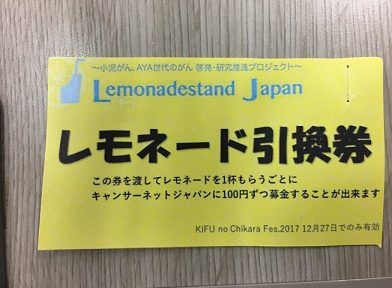 〜小児がん、AYA世代のがん 啓発・研究推進プロジェクト〜
Lemonadestand Japan
レモネード引換券
この券を渡してレモネードを1杯もらうごとに
キャンサーネットジャパンに100円ずつ募金することが出来ます
KIFU no Chikara Fes.2017 12月27日でのみ有効